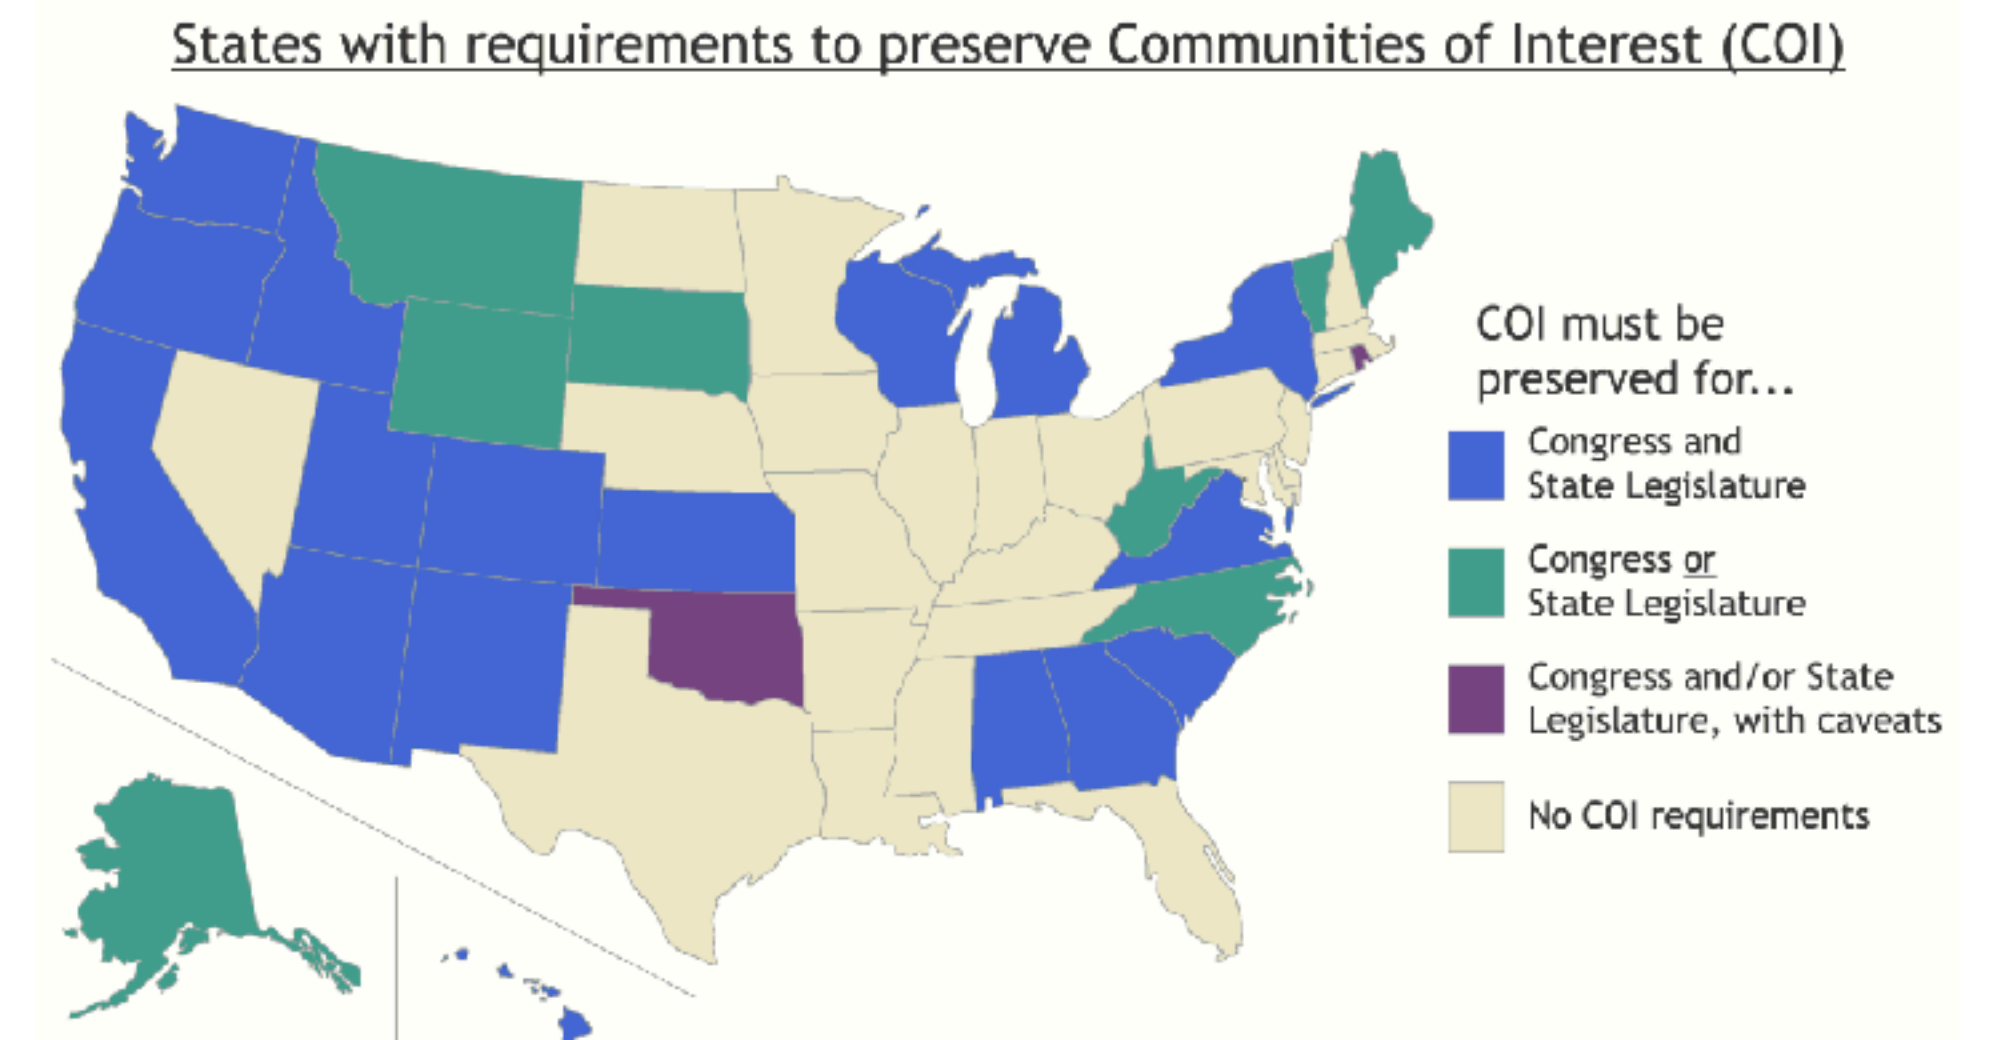 States with requirements to preserve Communities of Interest (COI)
COI must be
preserved for...
Congress and
State Legislature
Congress or
State Legislature
Congress and/or State
Legislature, with caveats
No COI requirements